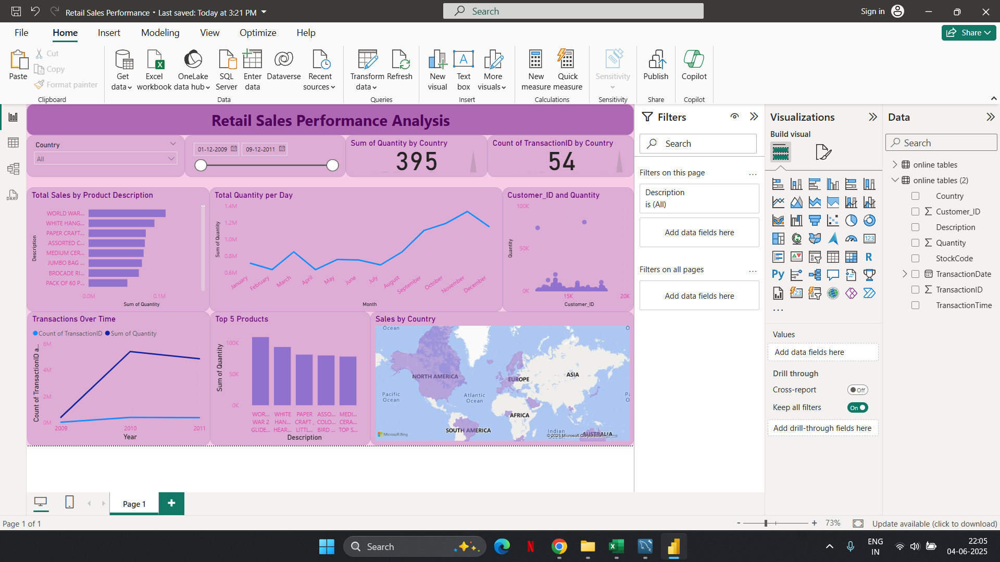 Retail Sales Performance • Last saved: Today at 3:21 PM
Search
Sign in
File
Home
Insert
Modeling
View
Optimize
Help
Share
Paste
Cut
Copy
Format painter
Clipboard
Get data
Excel workbook
OneLake data hub
SQL Server
Enter data
Dataverse
Recent sources
Data
Transform data
Refresh
Queries
New visual
Text box
More visuals
Insert
New measure
Quick measure
Calculations
Sensitivity
Sensitivity
Publish
Share
Copilot
Copilot
Retail Sales Performance Analysis
Country
All
01-12-2009
09-12-2011
Sum of Quantity by Country
395
Count of TransactionID by Country
54
Total Sales by Product Description
Description
WORLD WAR...
WHITE HANG...
PAPER CRAFT...
ASSORTED C...
MEDIUM CER...
JUMBO BAG ...
BROCADE RI...
PACK OF 60 P...
0.0M
0.1M
Sum of Quantity
Total Quantity per Day
Sum of Quantity
1.4M
1.2M
1.0M
0.8M
0.6M
January
February
March
April
May
June
July
August
September
October
November
December
Month
Customer_ID and Quantity
Quantity
100K
50K
0K
15K
20K
Customer_ID
Transactions Over Time
Count of TransactionID
Sum of Quantity
Count of TransactionID a...
6M
4M
2M
0M
2009
2010
2011
Year
Top 5 Products
Sum of Quantity
100K
50K
0K
WOR... WAR 2 GLIDE...
WHITE HAN... HEAR...
PAPER CRAFT , LITTL...
ASSO... COLO... BIRD ...
MEDI... CERA... TOP S...
Description
Sales by Country
Ocean
O
NORTH AMERICA
EUROPE
ASIA
Pacific Ocean
Atlantic Ocean
P
O
AFRICA
SOUTH AMERICA
Indian Ocean
AUSTRALIA
Microsoft Bing
© 2025 Microsoft Corporation Terms
Filters
Search
Filters on this page
...
Description
is (All)
Add data fields here
Filters on all pages
...
Add data fields here
Visualizations
Build visual
123
R
Py
123
...
Values
Add data fields here
Drill through
Cross-report
Off
Keep all filters
On
Add drill-through fields here
Data
Search
online tables
online tables (2)
Country
Customer_ID
Description
Quantity
StockCode
TransactionDate
TransactionID
TransactionTime
DAX
Page 1
+
Page 1 of 1
- + 73%
Update available (click to download)
Search
ENG
IN
22:05
04-06-2025